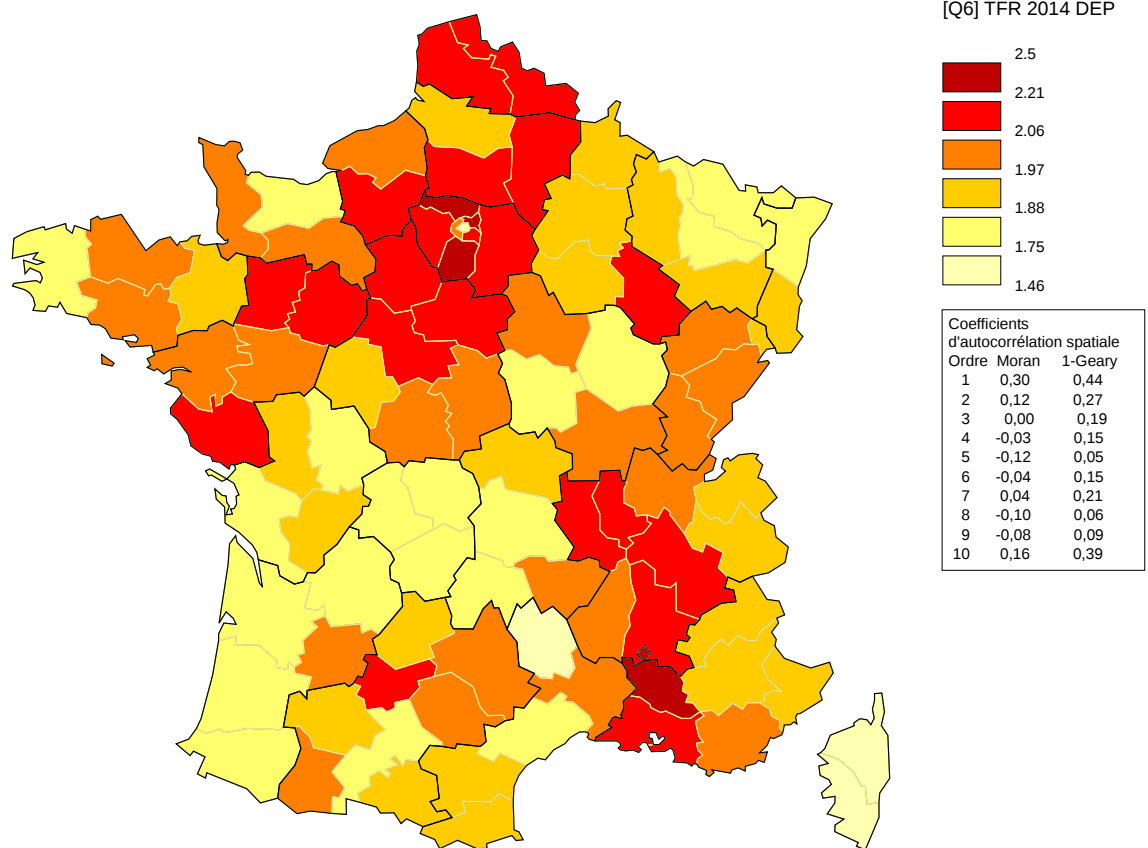 [Q6] TFR 2014 DEP
2.5
2.21
2.06
1.97
1.88
1.75
1.46
Coefficients
d'autocorrélation spatiale
Ordre Moran 1-Geary
1 0,30 0,44
2 0,12 0,27
3 0,00 0,19
4 -0,03 0,15
5 -0,12 0,05
6 -0,04 0,15
7 0,04 0,21
8 -0,10 0,06
9 -0,08 0,09
10 0,16 0,39